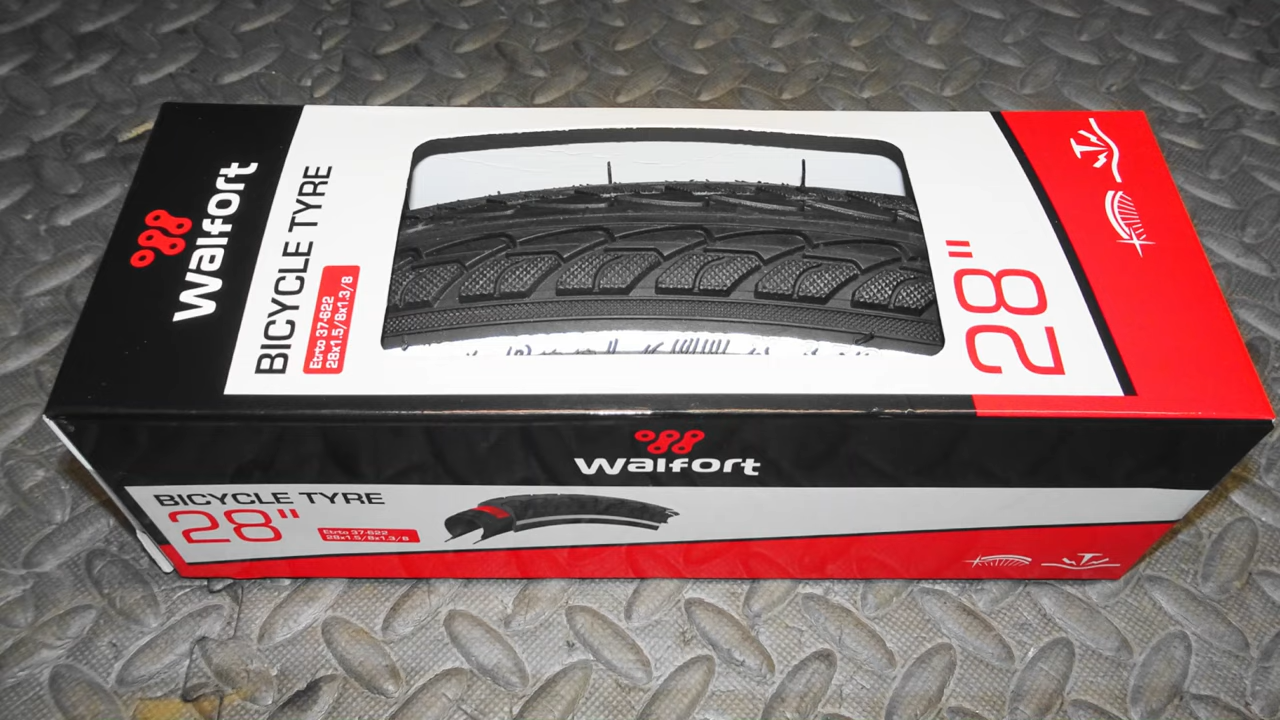 Walfort
BICYCLE TYRE
Etrto 37-622
28x1.5/8x1.3/8
28"
Walfort
BICYCLE TYRE
28"
Etrto 37-622
28x1.5/8x1.3/8